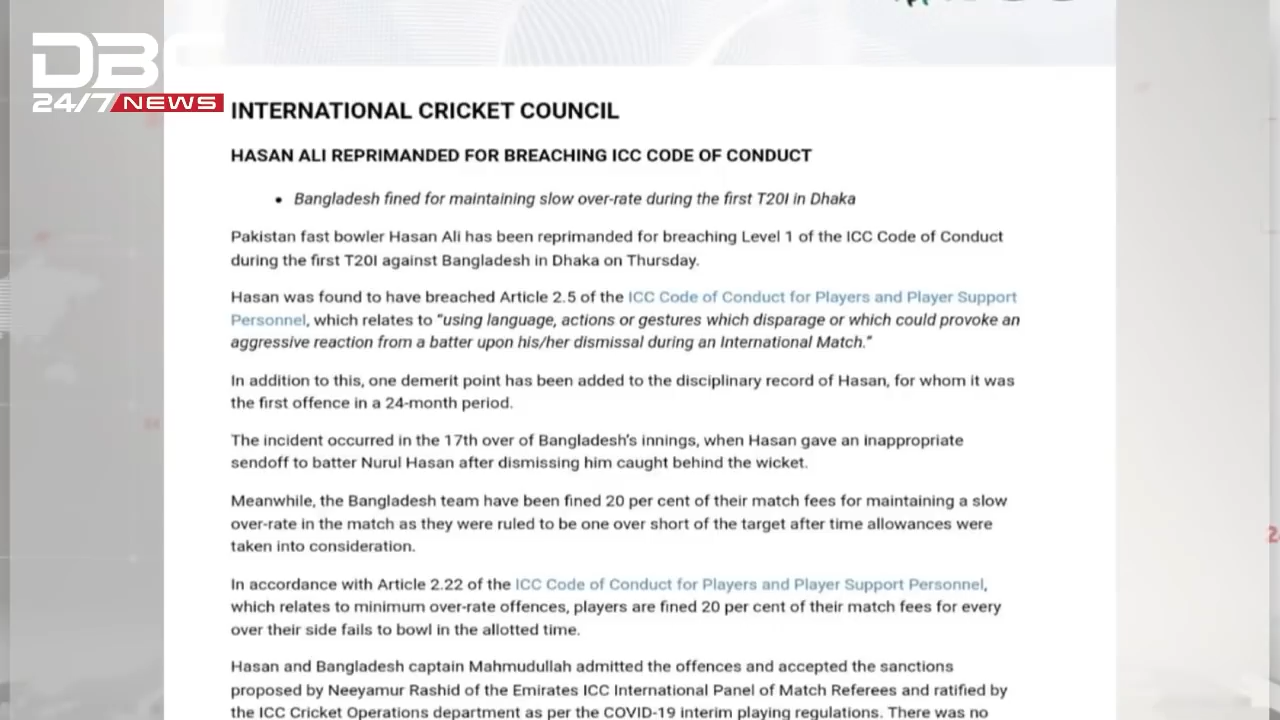 DBC
24/7 NEWS
INTERNATIONAL CRICKET COUNCIL
HASAN ALI REPRIMANDED FOR BREACHING ICC CODE OF CONDUCT
• Bangladesh fined for maintaining slow over-rate during the first T20I in Dhaka
Pakistan fast bowler Hasan Ali has been reprimanded for breaching Level 1 of the ICC Code of Conduct
during the first T20I against Bangladesh in Dhaka on Thursday.
Hasan was found to have breached Article 2.5 of the ICC Code of Conduct for Players and Player Support
Personnel, which relates to “using language, actions or gestures which disparage or which could provoke an
aggressive reaction from a batter upon his/her dismissal during an International Match.”
In addition to this, one demerit point has been added to the disciplinary record of Hasan, for whom it was
the first offence in a 24-month period.
The incident occurred in the 17th over of Bangladesh’s innings, when Hasan gave an inappropriate
sendoff to batter Nurul Hasan after dismissing him caught behind the wicket.
Meanwhile, the Bangladesh team have been fined 20 per cent of their match fees for maintaining a slow
over-rate in the match as they were ruled to be one over short of the target after time allowances were
taken into consideration.
In accordance with Article 2.22 of the ICC Code of Conduct for Players and Player Support Personnel,
which relates to minimum over-rate offences, players are fined 20 per cent of their match fees for every
over their side fails to bowl in the allotted time.
Hasan and Bangladesh captain Mahmudullah admitted the offences and accepted the sanctions
proposed by Neeyamur Rashid of the Emirates ICC International Panel of Match Referees and ratified by
the ICC Cricket Operations department as per the COVID-19 interim playing regulations. There was no